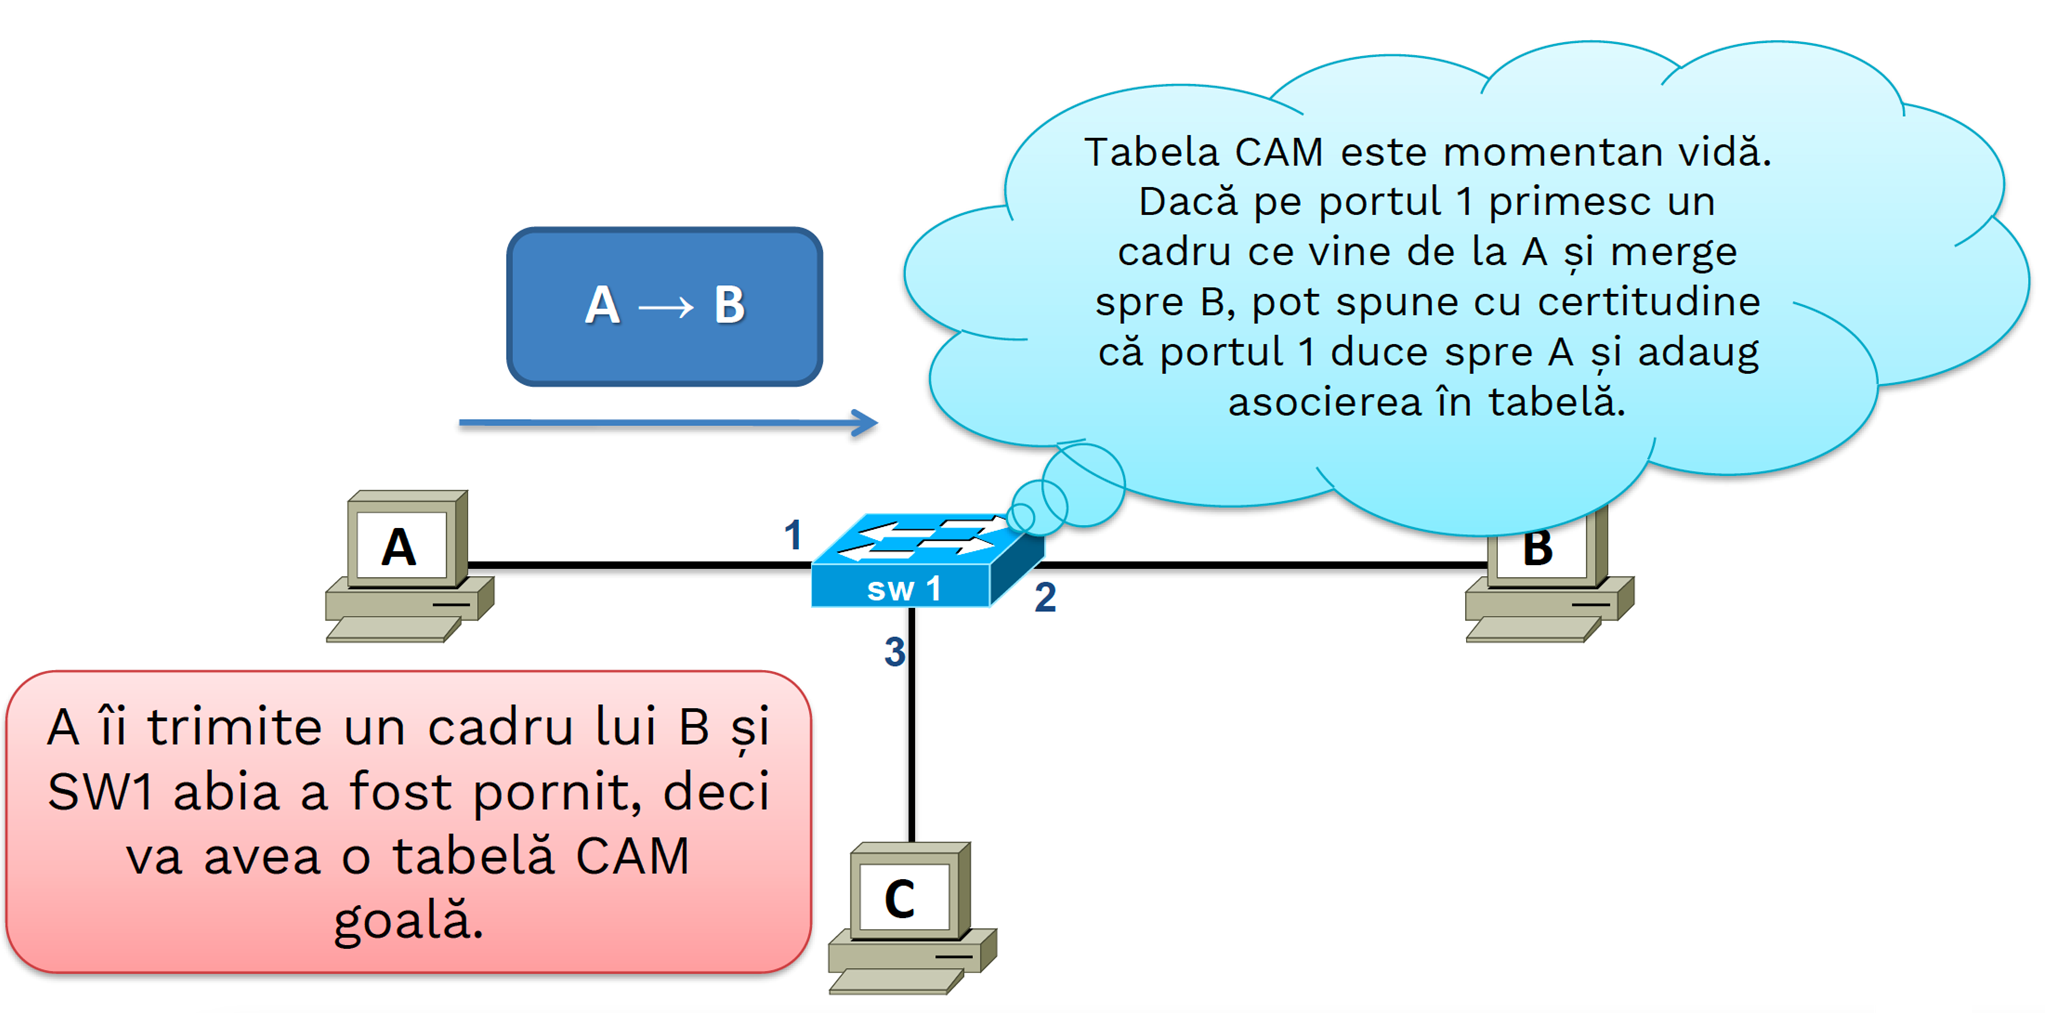 Tabela CAM este momentan vidă.
Dacă pe portul 1 primesc un
cadru ce vine de la A și merge
spre B, pot spune cu certitudine
că portul 1 duce spre A și adaug
asocierea în tabelă.
A → B
A
1
sw 1
2
B
3
A îi trimite un cadru lui B și
SW1 abia a fost pornit, deci
va avea o tabelă CAM
goală.
C